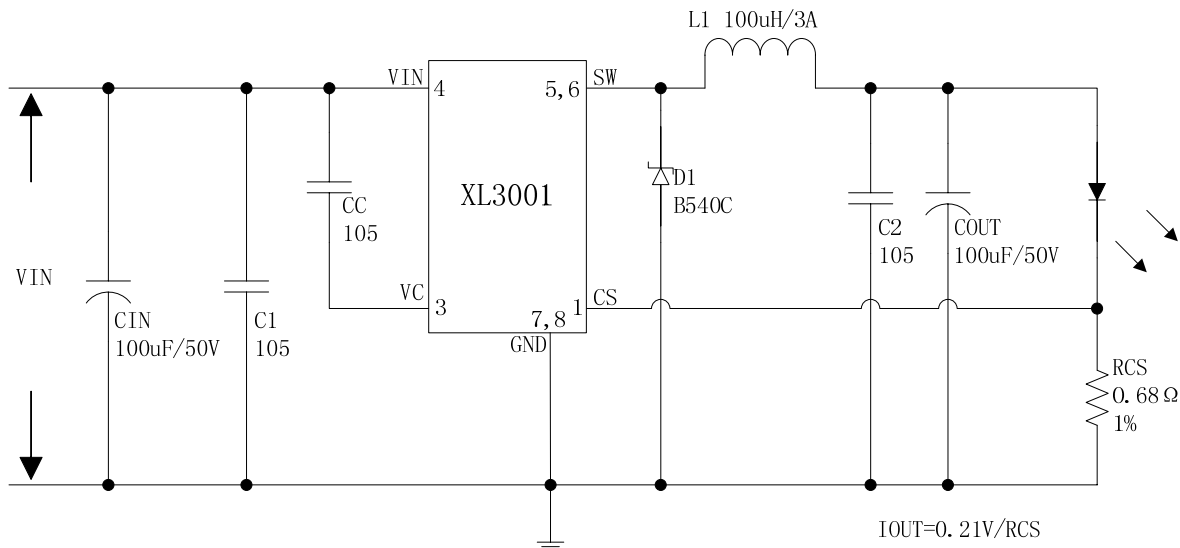 L1 100uH/3A
VIN
4
5,6
SW
XL3001
D1
B540C
CC
105
C2
105
COUT
100uF/50V
VIN
VC
3
1
CS
7,8
GND
CIN
100uF/50V
C1
105
RCS
0.68Ω
1%
IOUT=0.21V/RCS